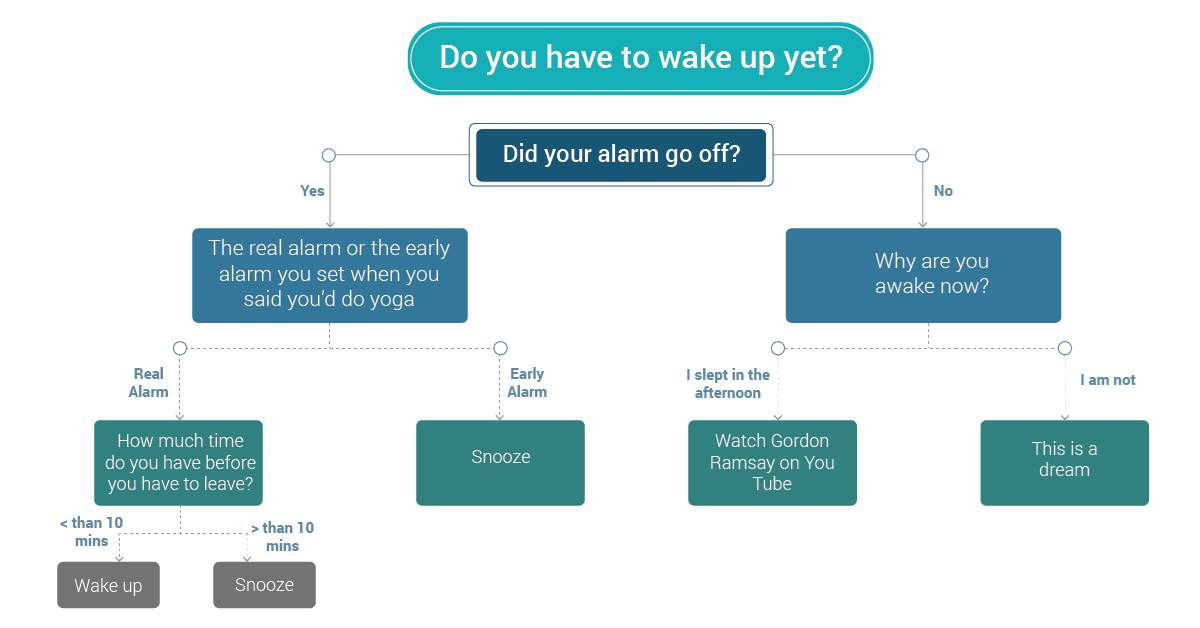 Do you have to wake up yet?
Did your alarm go off?
Yes
No
The real alarm or the early
alarm you set when you
said you'd do yoga
Why are you
awake now?
Real
Alarm
Early
Alarm
I slept in the
afternoon
I am not
How much time
do you have before
you have to leave?
Snooze
Watch Gordon
Ramsay on You
Tube
This is a
dream
< than 10
mins
> than 10
mins
Wake up
Snooze